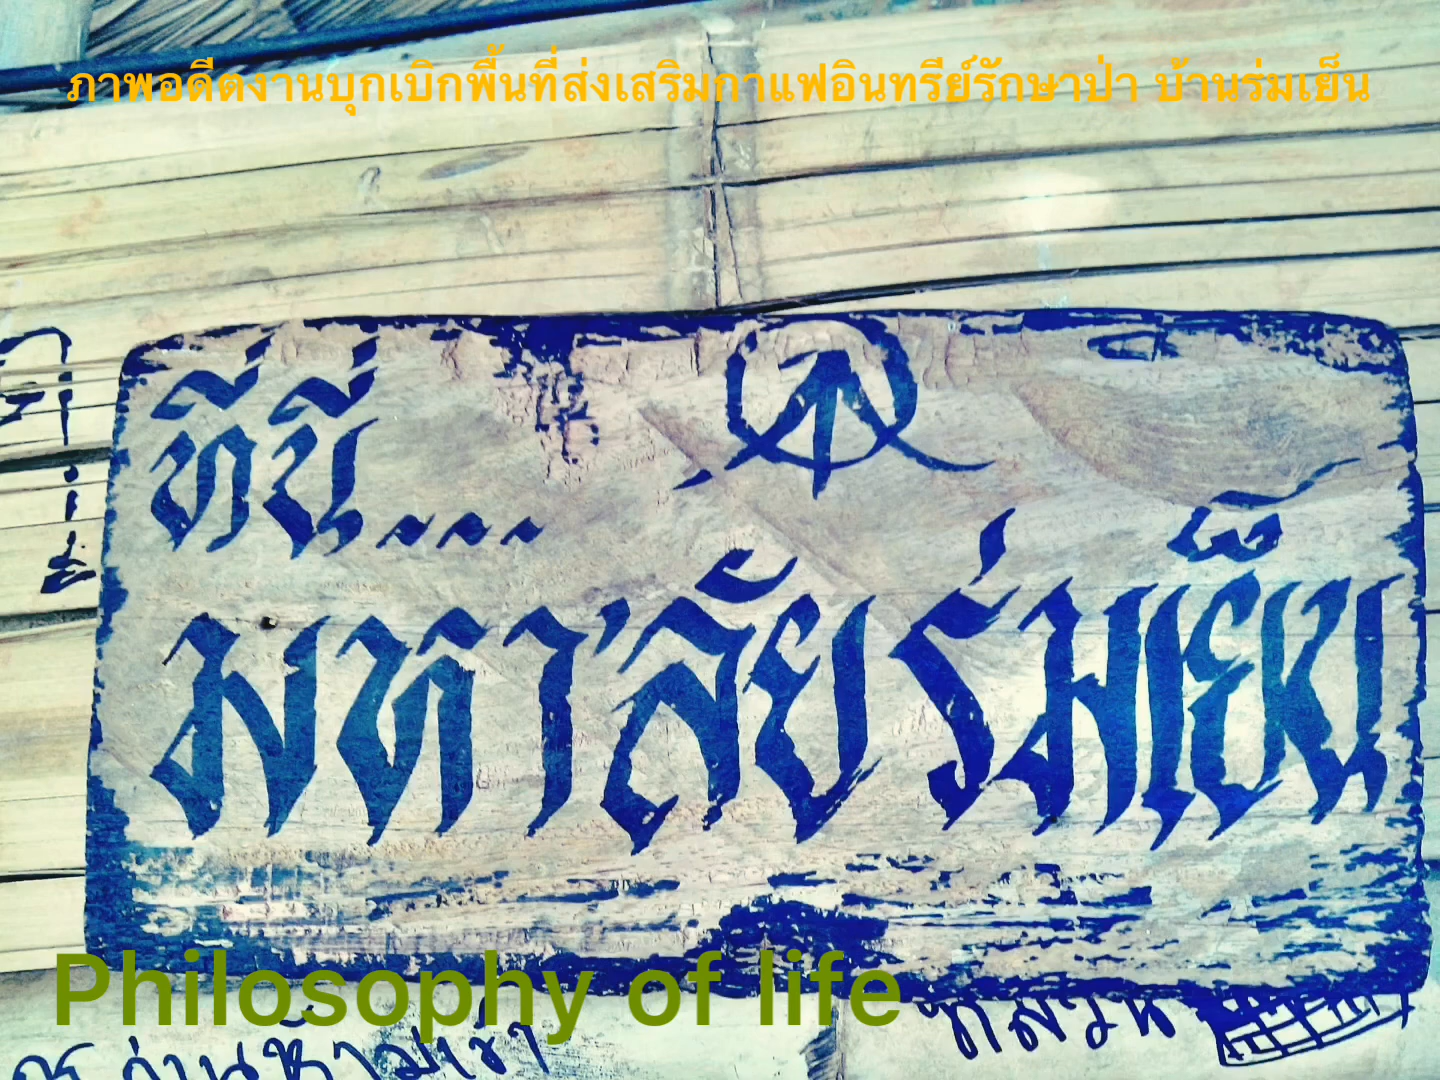 ภาพอดีตงานบุกเบิกพื้นที่ส่งเสริมกาแฟอินทรีย์รักษาป่า บ้านร่มเย็น
ที่นี่...
มหา'ลัยร่มเย็น
Philosophy of life